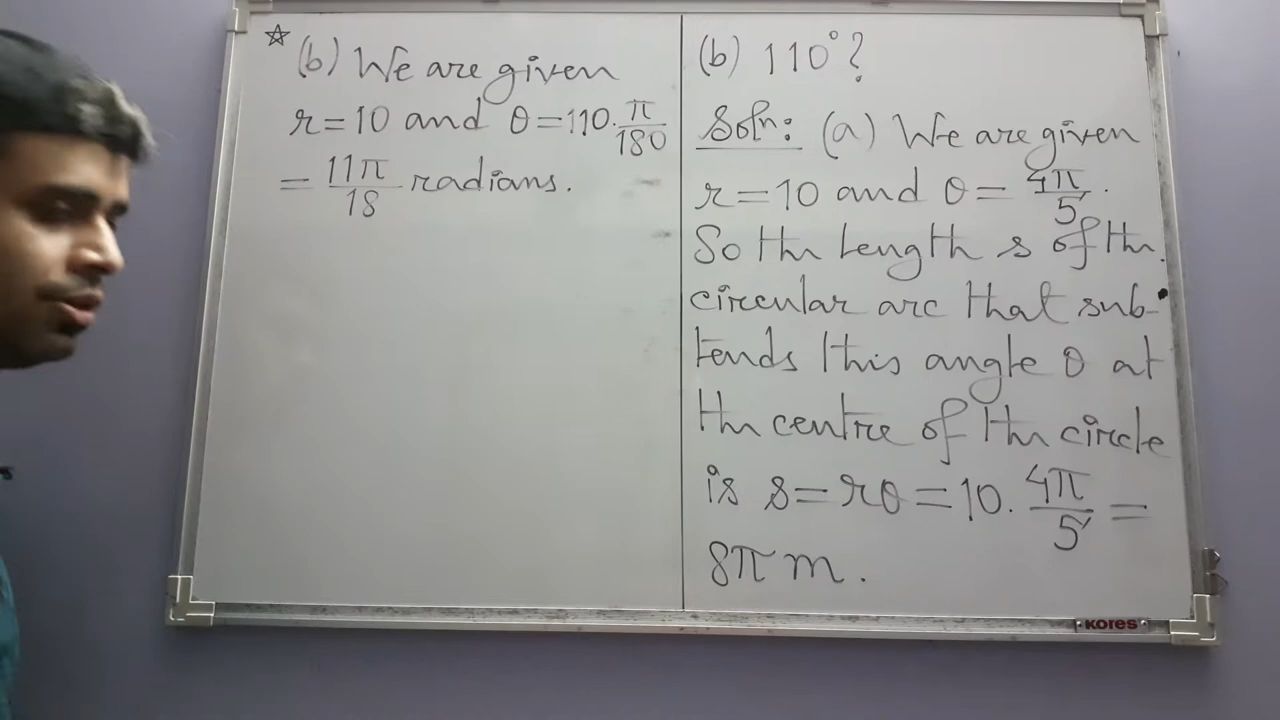 ☆ (b) We are given
r=10 and θ=110.π/180
= 11π/18 radians.
(b) 110°?
Soln: (a) We are given
r=10 and θ= 4π/5.
So the length s of the
circular arc that sub-
tends this angle θ at
the centre of the circle
is s=rθ=10. 4π/5 =
8π m.
KORES